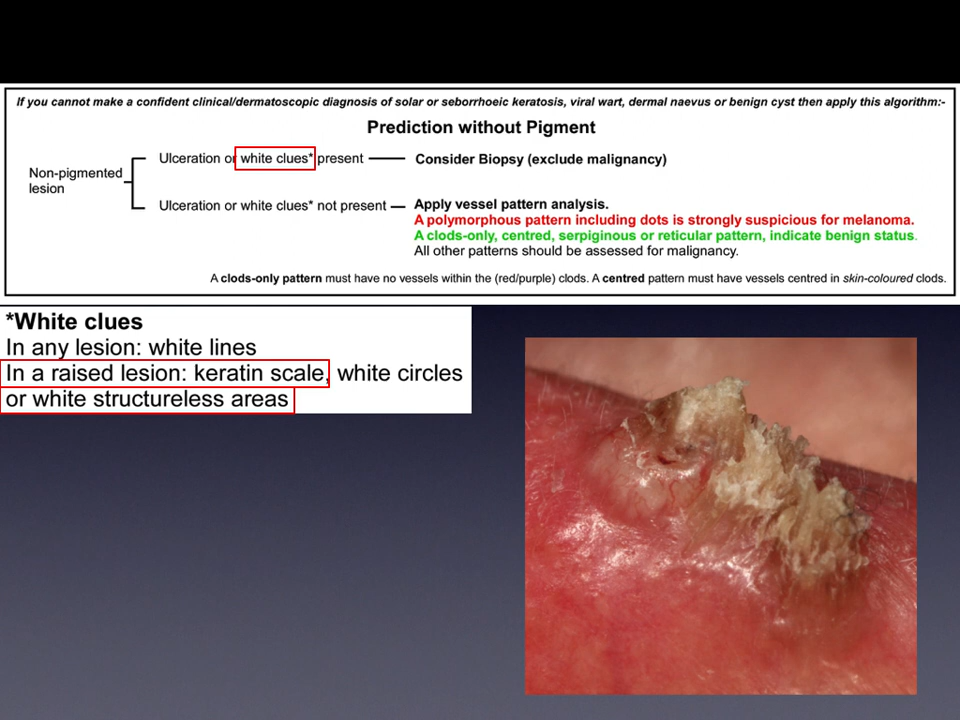 If you cannot make a confident clinical/dermatoscopic diagnosis of solar or seborrhoeic keratosis, viral wart, dermal naevus or benign cyst then apply this algorithm:-
Prediction without Pigment
Ulceration or white clues* present
Consider Biopsy (exclude malignancy)
Non-pigmented
lesion
Ulceration or white clues* not present
Apply vessel pattern analysis.
A polymorphous pattern including dots is strongly suspicious for melanoma.
A clods-only, centred, serpiginous or reticular pattern, indicate benign status.
All other patterns should be assessed for malignancy.
A clods-only pattern must have no vessels within the (red/purple) clods. A centred pattern must have vessels centred in skin-coloured clods.
*White clues
In any lesion: white lines
In a raised lesion: keratin scale, white circles
or white structureless areas